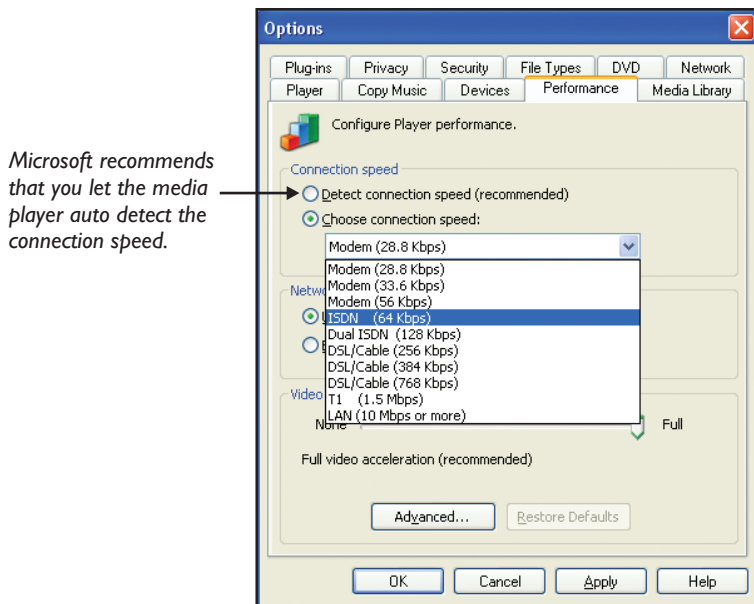 Options
Plug-ins Privacy Security File Types DVD Network
Player Copy Music Devices Performance Media Library
Configure Player performance.
Microsoft recommends
that you let the media
player auto detect the
connection speed.
Connection speed
Detect connection speed (recommended)
Choose connection speed:
Modem (28.8 Kbps)
Modem (28.8 Kbps)
Modem (33.6 Kbps)
Modem (56 Kbps)
ISDN (64 Kbps)
Dual ISDN (128 Kbps)
DSL/Cable (256 Kbps)
DSL/Cable (384 Kbps)
DSL/Cable (768 Kbps)
T1 (1.5 Mbps)
LAN (10 Mbps or more)
Video
None Full
Full video acceleration (recommended)
Advanced... Restore Defaults
OK Cancel Apply Help